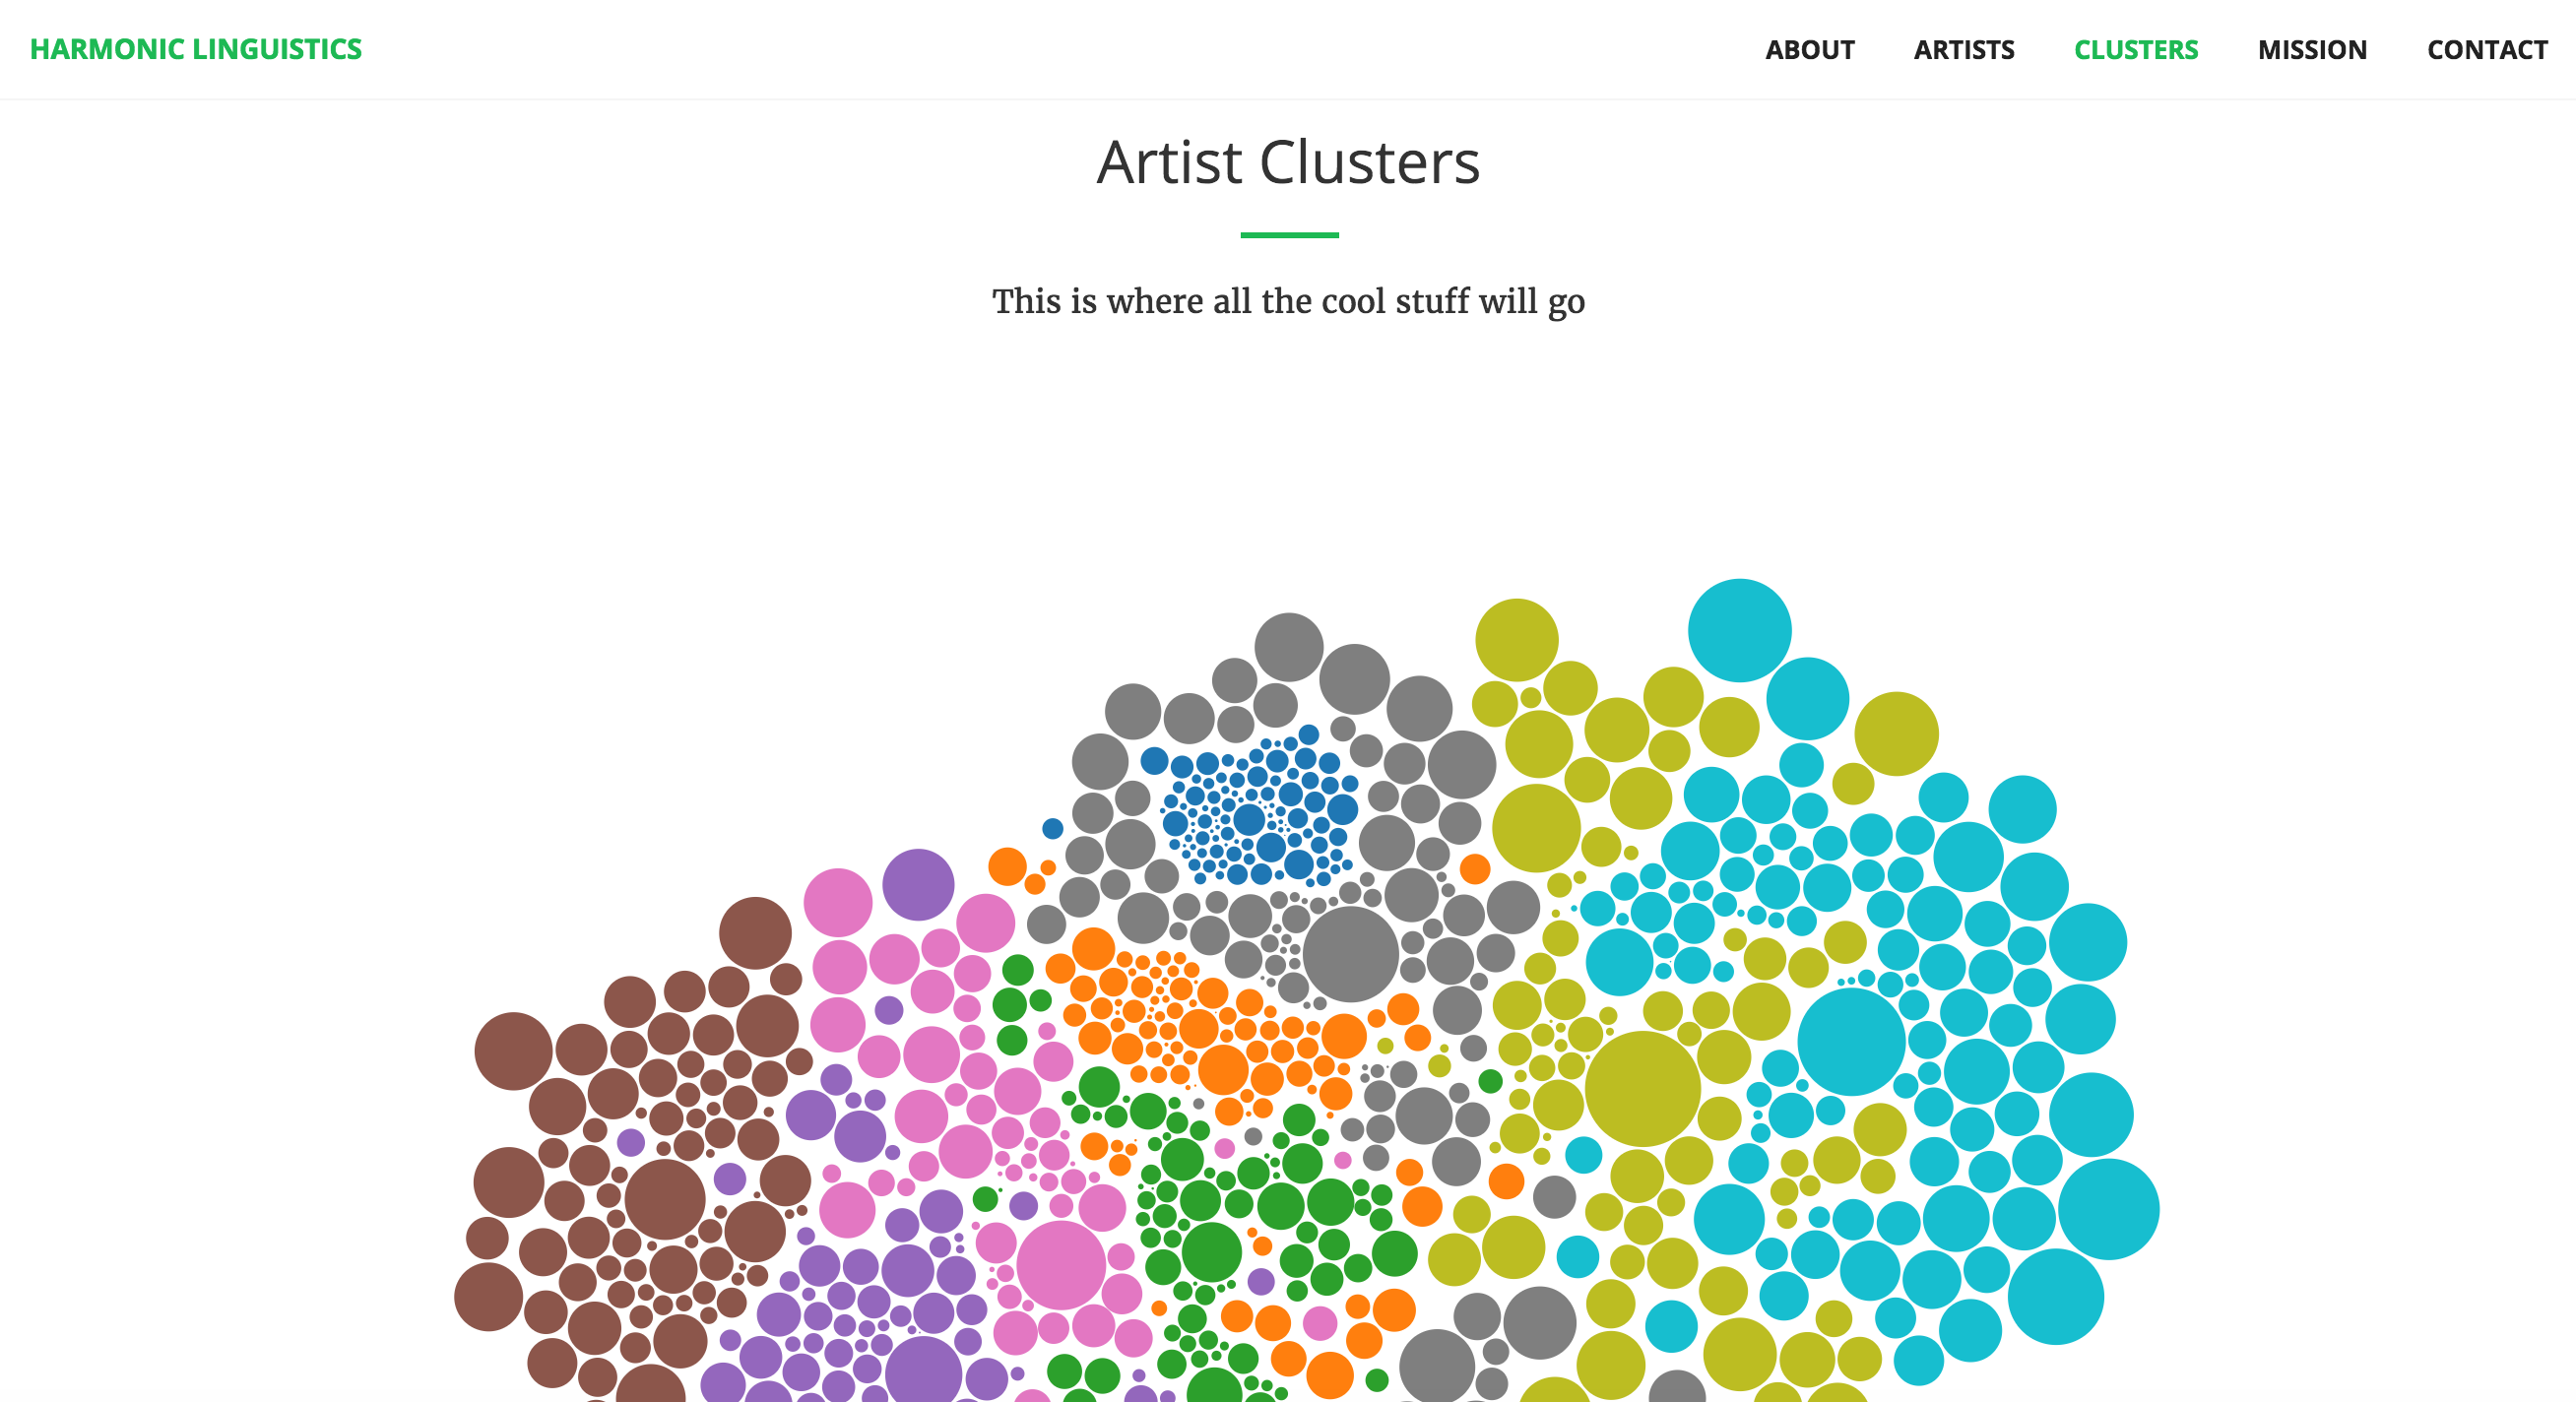 HARMONIC LINGUISTICS
ABOUT ARTISTS CLUSTERS MISSION CONTACT
Artist Clusters
This is where all the cool stuff will go